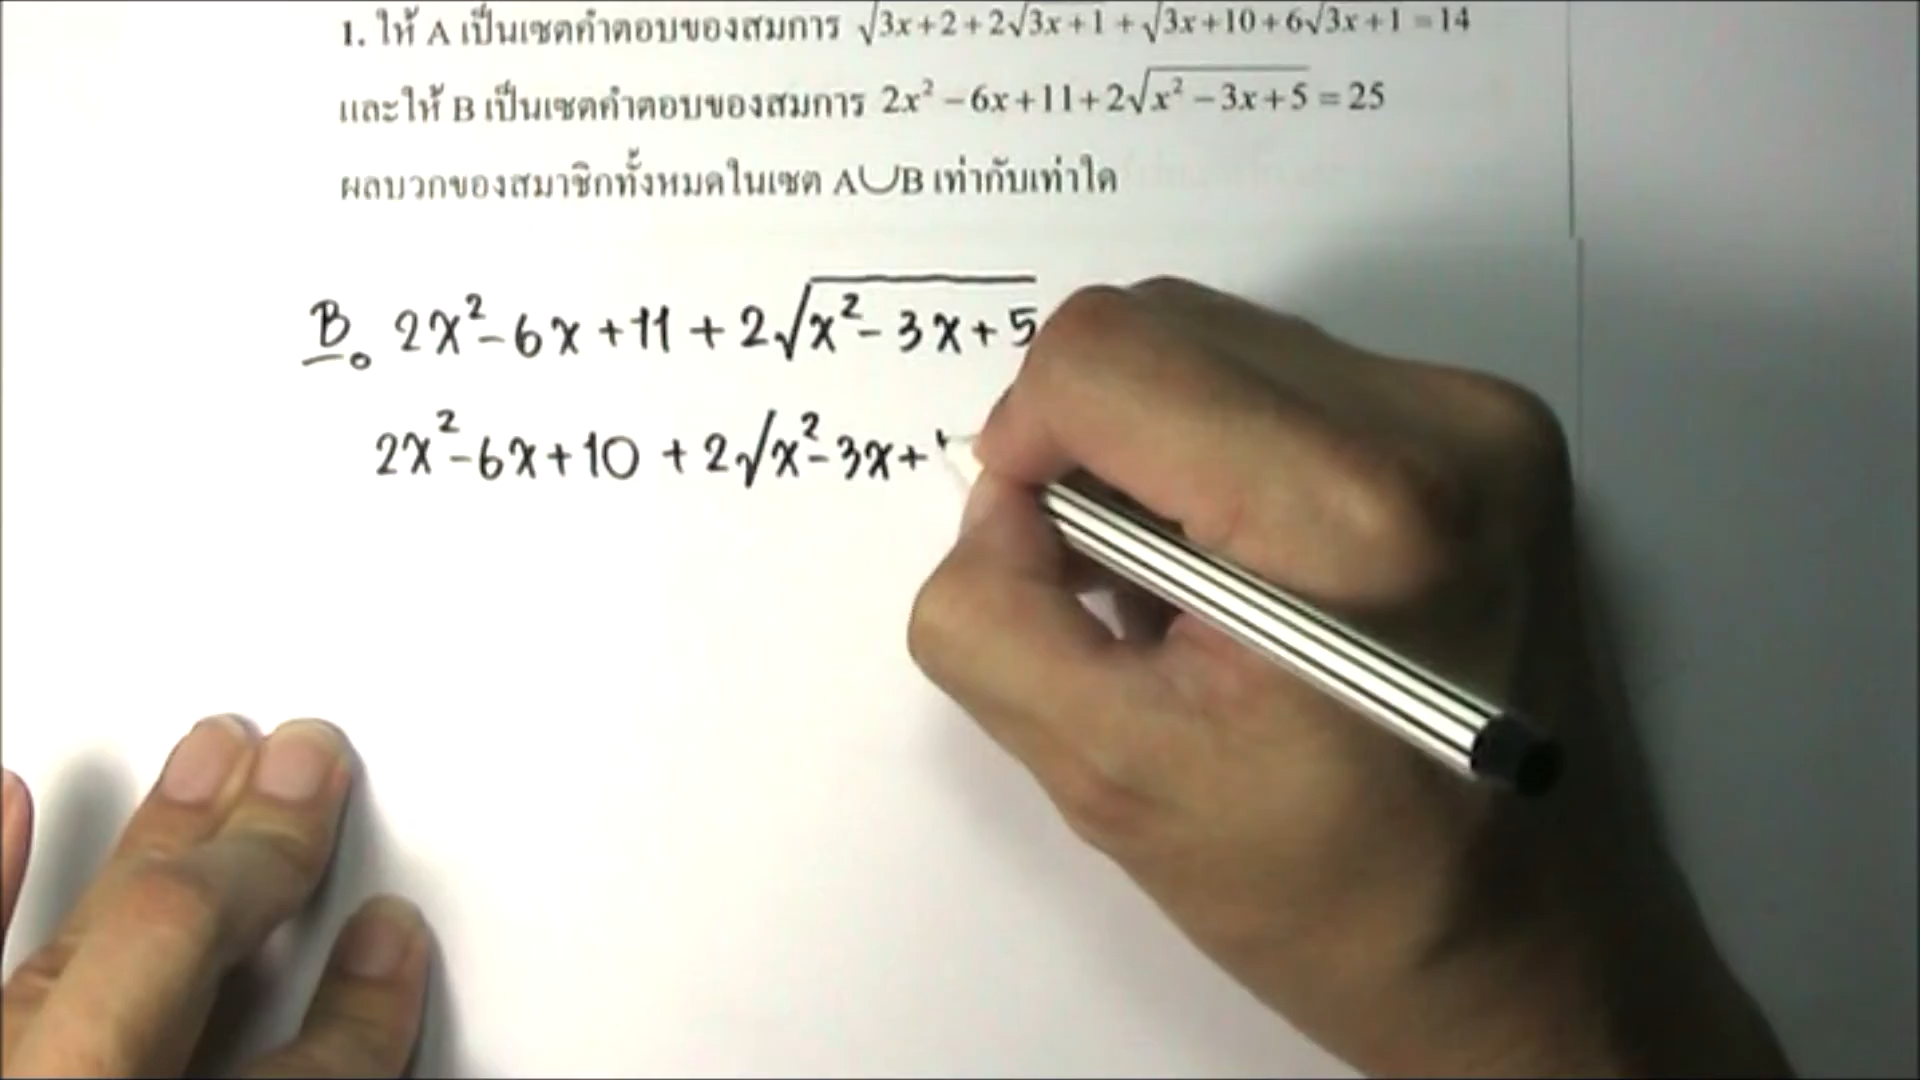 1. ให้ A เป็นเซตคำตอบของสมการ √3x+2+2√3x+1 + √3x+10+6√3x+1 = 14
และให้ B เป็นเซตคำตอบของสมการ 2x² − 6x + 11 + 2√x² − 3x + 5 = 25
ผลบวกของสมาชิกทั้งหมดในเซต A∪B เท่ากับเท่าใด
B. 2x² - 6x + 11 + 2√x² - 3x + 5
2x² - 6x + 10 + 2√x² - 3x +